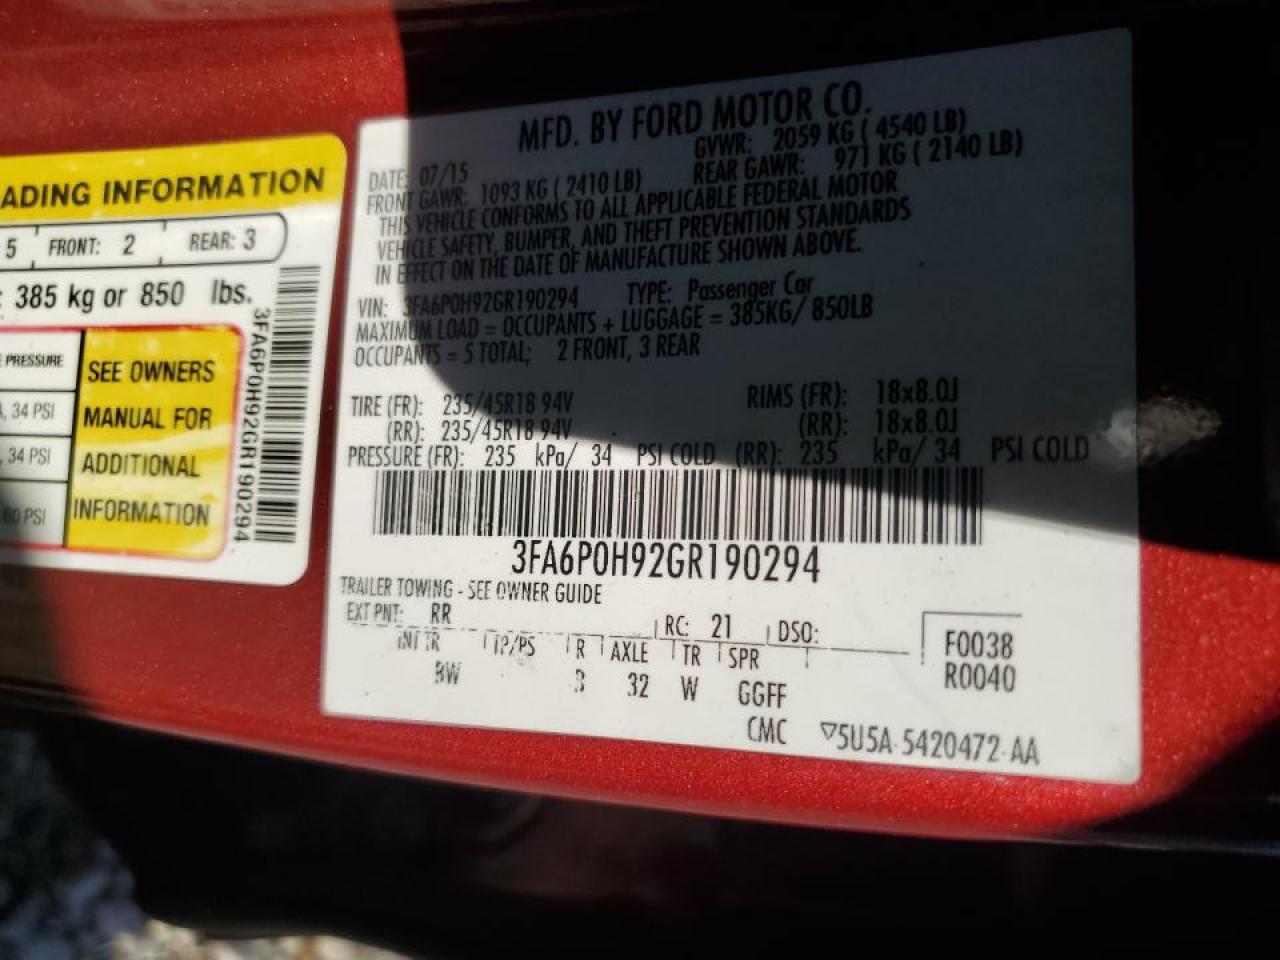 ADING INFORMATION
5 FRONT: 2 REAR: 3
385 kg or 850 lbs.
PRESSURE
34 PSI
34 PSI
60 PSI
SEE OWNERS
MANUAL FOR
ADDITIONAL
INFORMATION
3FA6P0H92GR190294
MFD. BY FORD MOTOR CO.
DATE: 07/15 GVWR: 2059 KG ( 4540 LB)
FRONT GAWR: 1093 KG ( 2410 LB) REAR GAWR: 971 KG ( 2140 LB)
THIS VEHICLE CONFORMS TO ALL APPLICABLE FEDERAL MOTOR
VEHICLE SAFETY, BUMPER, AND THEFT PREVENTION STANDARDS
IN EFFECT ON THE DATE OF MANUFACTURE SHOWN ABOVE.
VIN: 3FA6P0H92GR190294 TYPE: Passenger Car
MAXIMUM LOAD = OCCUPANTS + LUGGAGE = 385KG/ 850LB
OCCUPANTS = 5 TOTAL; 2 FRONT, 3 REAR
TIRE (FR): 235/45R18 94V RIMS (FR): 18x8.0J
(RR): 235/45R18 94V (RR): 18x8.0J
PRESSURE (FR): 235 kPa/ 34 PSI COLD (RR): 235 kPa/ 34 PSI COLD
3FA6P0H92GR190294
TRAILER TOWING - SEE OWNER GUIDE
EXT PNT: RR RC: 21 DSO: F0038
INT TR TP/PS R AXLE TR SPR R0040
BW 32 W GGFF
CMC ▽5U5A-5420472-AA